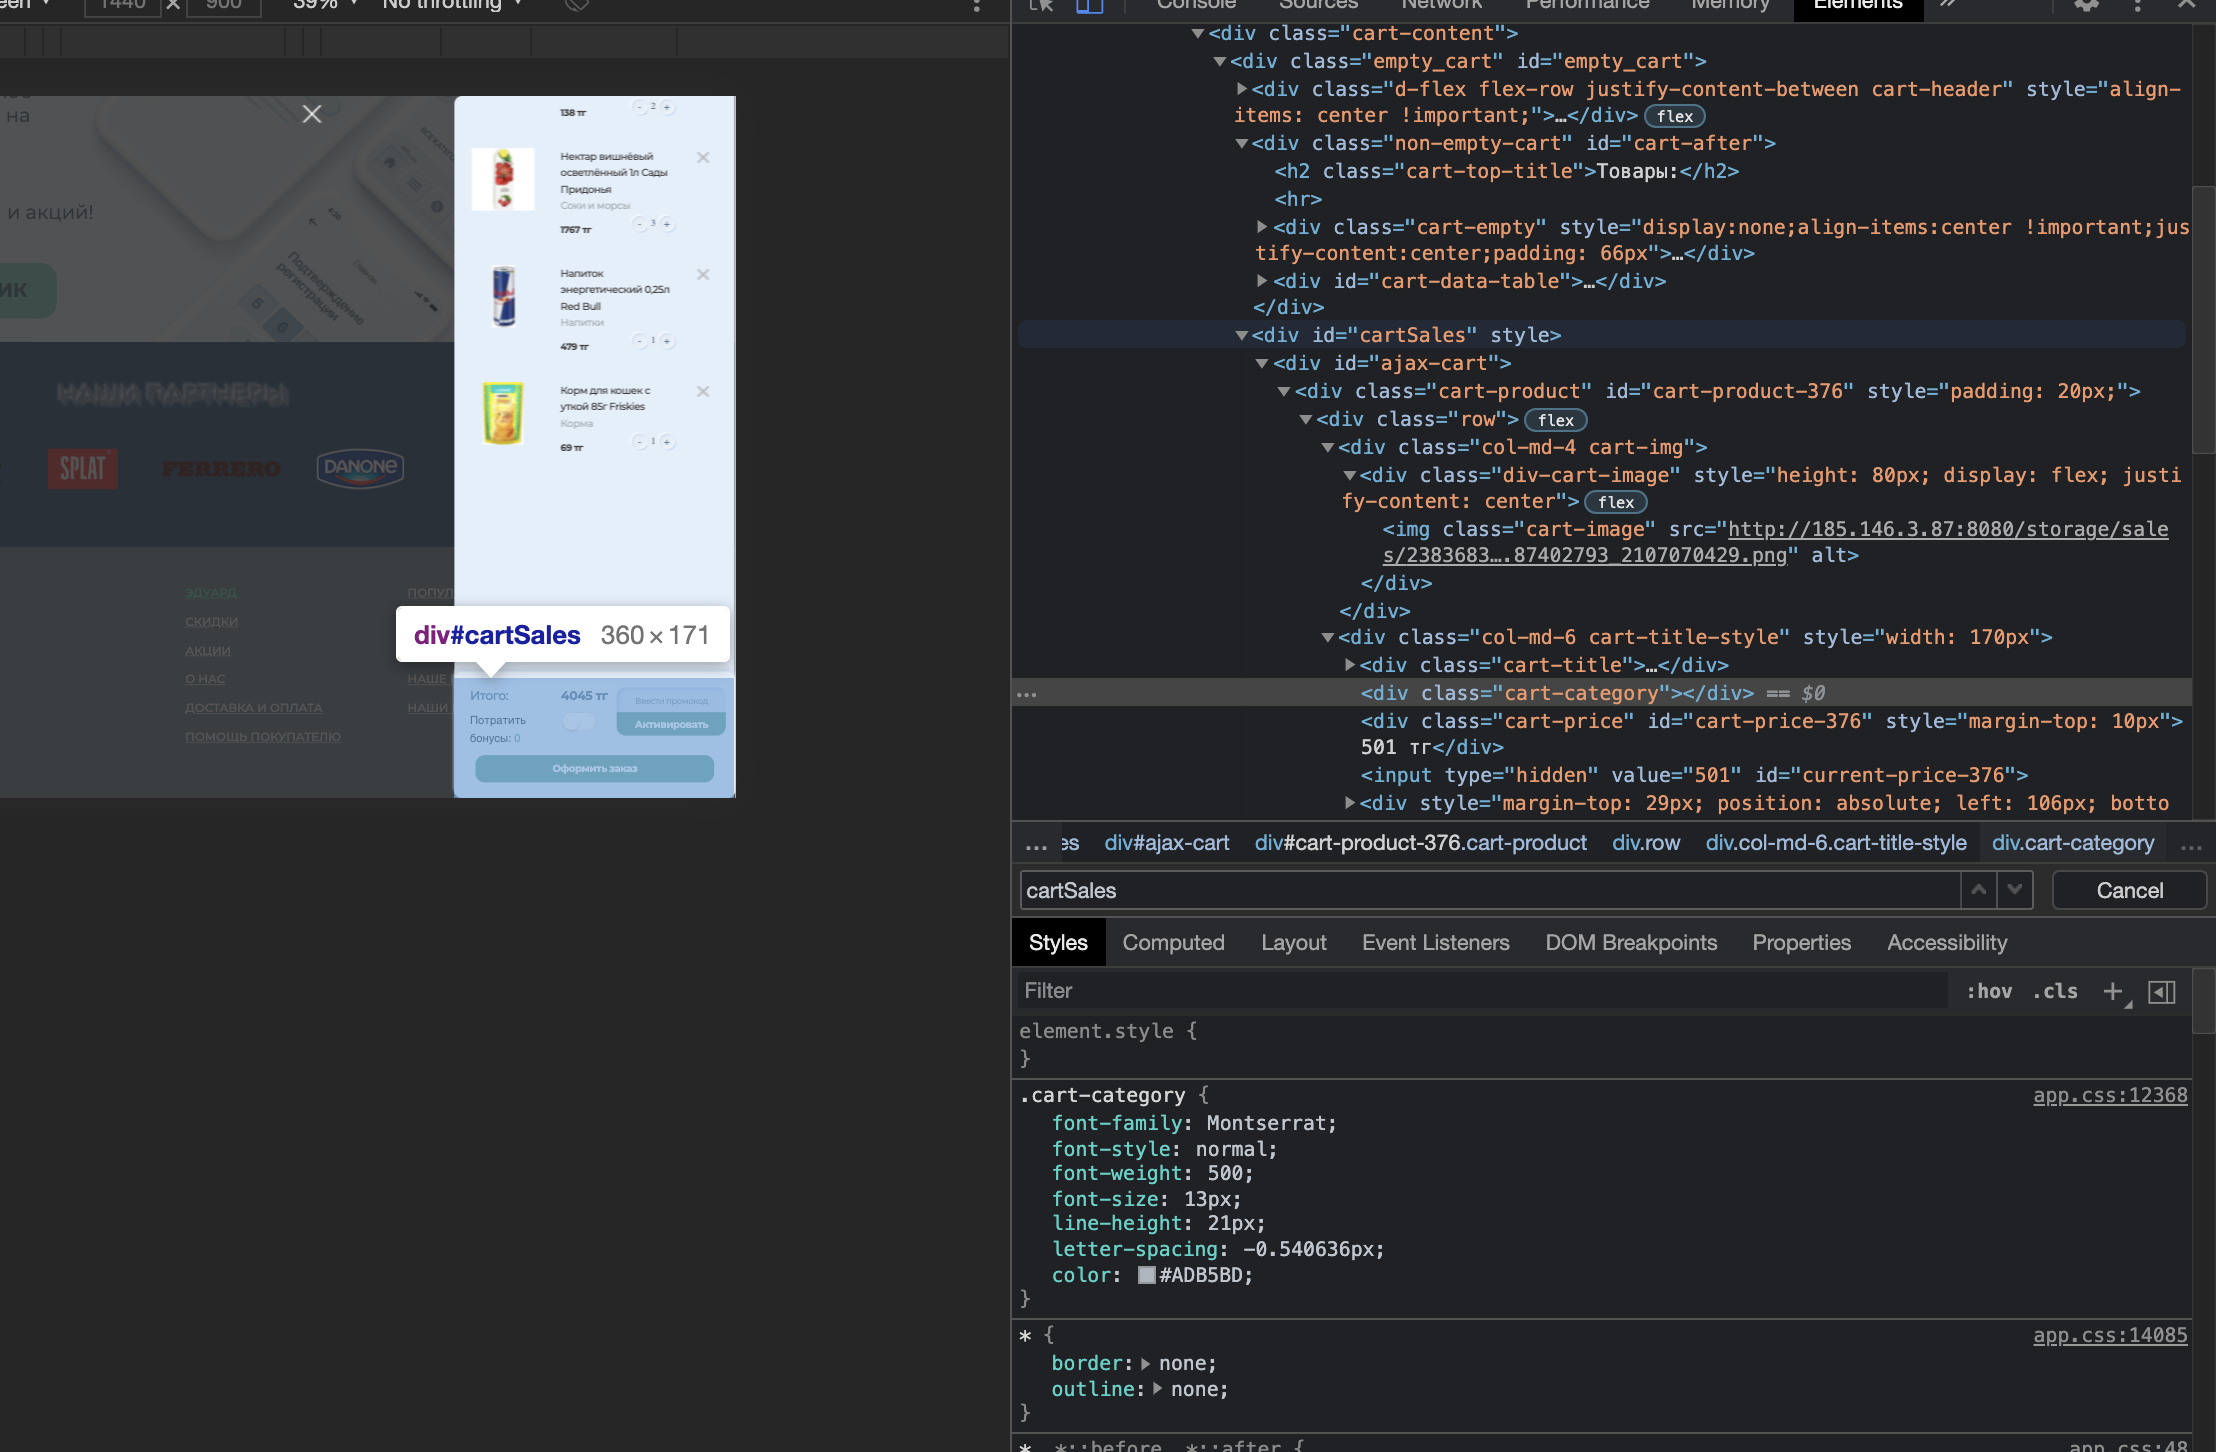 1440 × 900
39%
No throttling
на
и акций!
ик
НАШИ ПАРТНЕРЫ
SPLAT
FERRERO
DANONE
ЭДУАРД
СКИДКИ
АКЦИИ
О НАС
ДОСТАВКА И ОПЛАТА
ПОМОЩЬ ПОКУПАТЕЛЮ
ПОПУЛ
НАШЕ
НАШИ
Подтверждение
регистрации
138 тг
- 2 +
Нектар вишнёвый
осветлённый 1л Сады
Придонья
Соки и морсы
1767 тг
- 3 +
Напиток
энергетический 0,25л
Red Bull
Напитки
479 тг
- 1 +
Корм для кошек с
уткой 85г Friskies
Корма
69 тг
- 1 +
div#cartSales 360 × 171
Итого: 4045 тг
Ввести промокод
Потратить
бонусы: 0
Активировать
Оформить заказ
Console Sources Network Performance Memory Elements »
<div class="cart-content">
<div class="empty_cart" id="empty_cart">
<div class="d-flex flex-row justify-content-between cart-header" style="align-
items: center !important;">…</div> flex
<div class="non-empty-cart" id="cart-after">
<h2 class="cart-top-title">Товары:</h2>
<hr>
<div class="cart-empty" style="display:none;align-items:center !important;jus
tify-content:center;padding: 66px">…</div>
<div id="cart-data-table">…</div>
</div>
<div id="cartSales" style>
<div id="ajax-cart">
<div class="cart-product" id="cart-product-376" style="padding: 20px;">
<div class="row"> flex
<div class="col-md-4 cart-img">
<div class="div-cart-image" style="height: 80px; display: flex; justi
fy-content: center"> flex
<img class="cart-image" src="http://185.146.3.87:8080/storage/sale
s/2383683….87402793_2107070429.png" alt>
</div>
</div>
<div class="col-md-6 cart-title-style" style="width: 170px">
<div class="cart-title">…</div>
… <div class="cart-category"></div> == $0
<div class="cart-price" id="cart-price-376" style="margin-top: 10px">
501 тг</div>
<input type="hidden" value="501" id="current-price-376">
<div style="margin-top: 29px; position: absolute; left: 106px; botto
… es div#ajax-cart div#cart-product-376.cart-product div.row div.col-md-6.cart-title-style div.cart-category …
cartSales Cancel
Styles Computed Layout Event Listeners DOM Breakpoints Properties Accessibility
Filter :hov .cls +
element.style {
}
.cart-category { app.css:12368
font-family: Montserrat;
font-style: normal;
font-weight: 500;
font-size: 13px;
line-height: 21px;
letter-spacing: -0.540636px;
color: #ADB5BD;
}
* { app.css:14085
border: none;
outline: none;
}
*, *::before, *::after { app.css:48